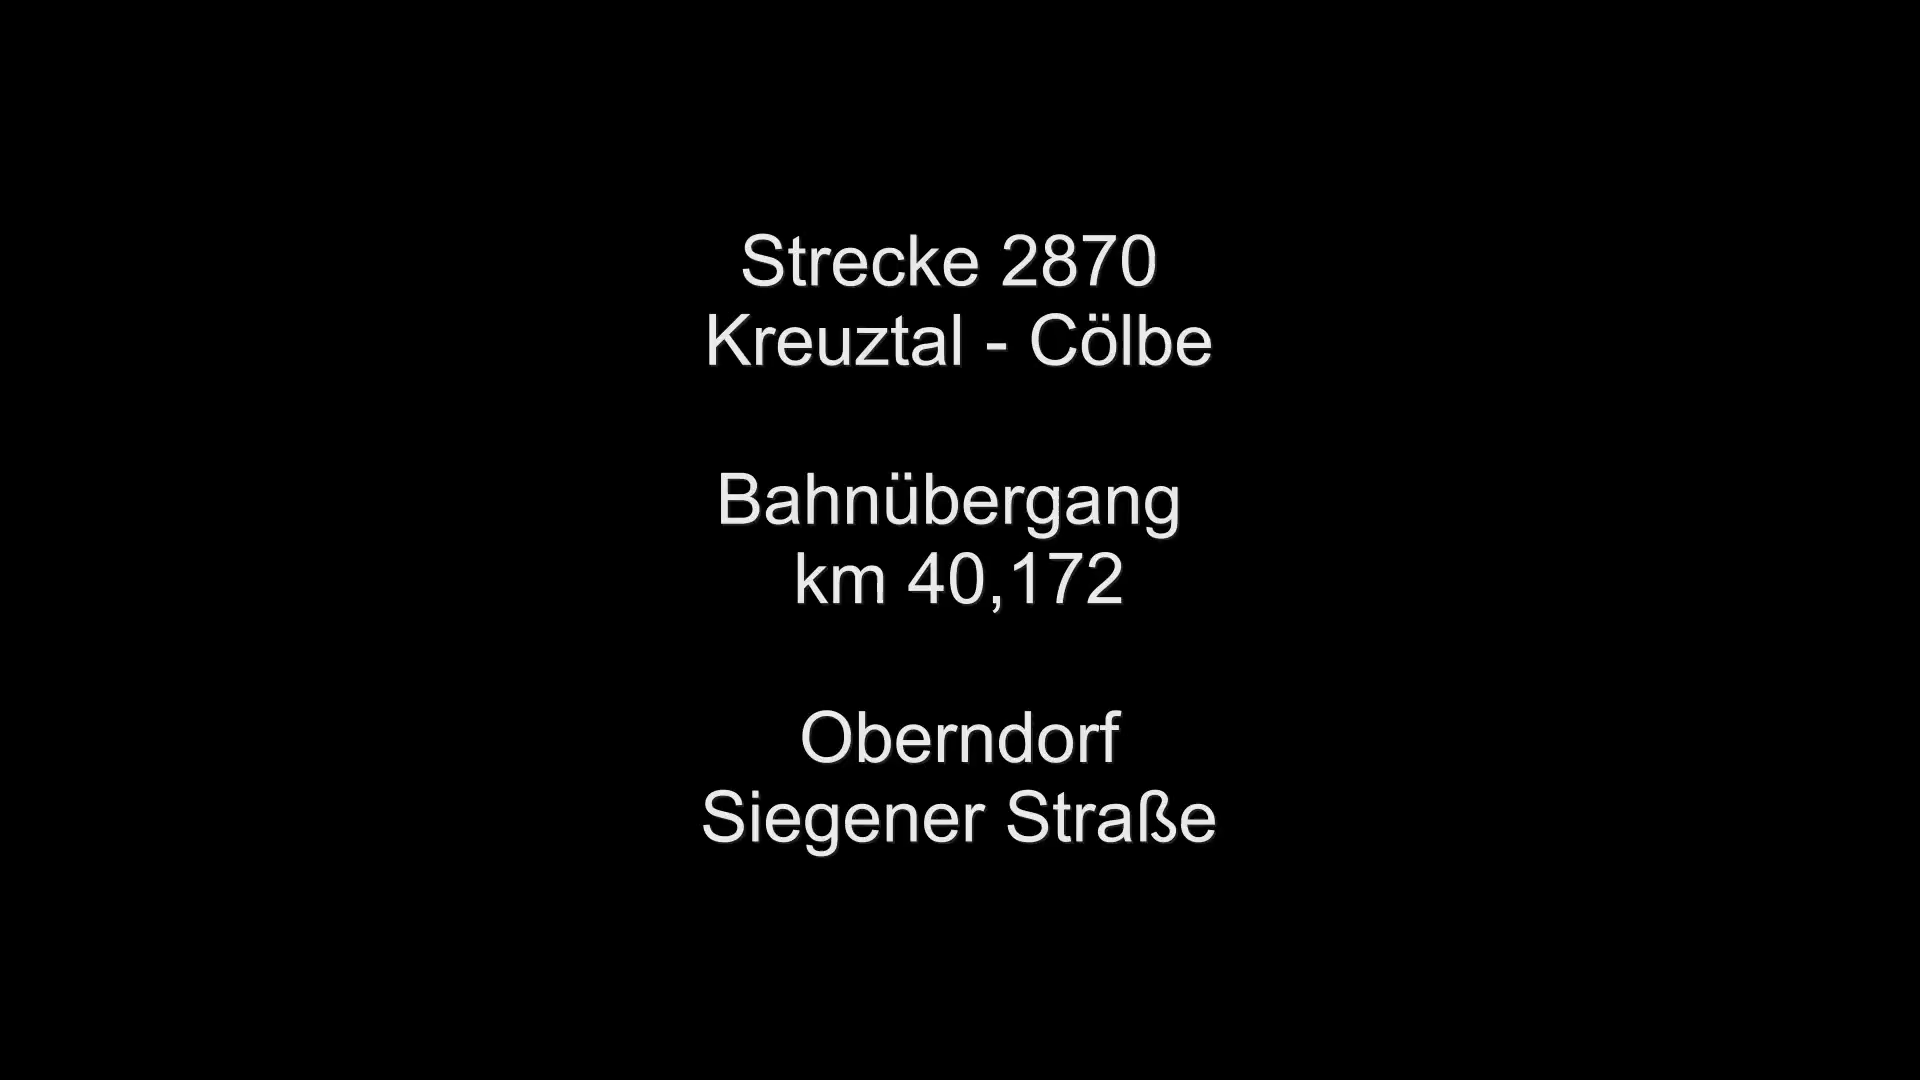 Strecke 2870
Kreuztal - Cölbe
Bahnübergang
km 40,172
Oberndorf
Siegener Straße